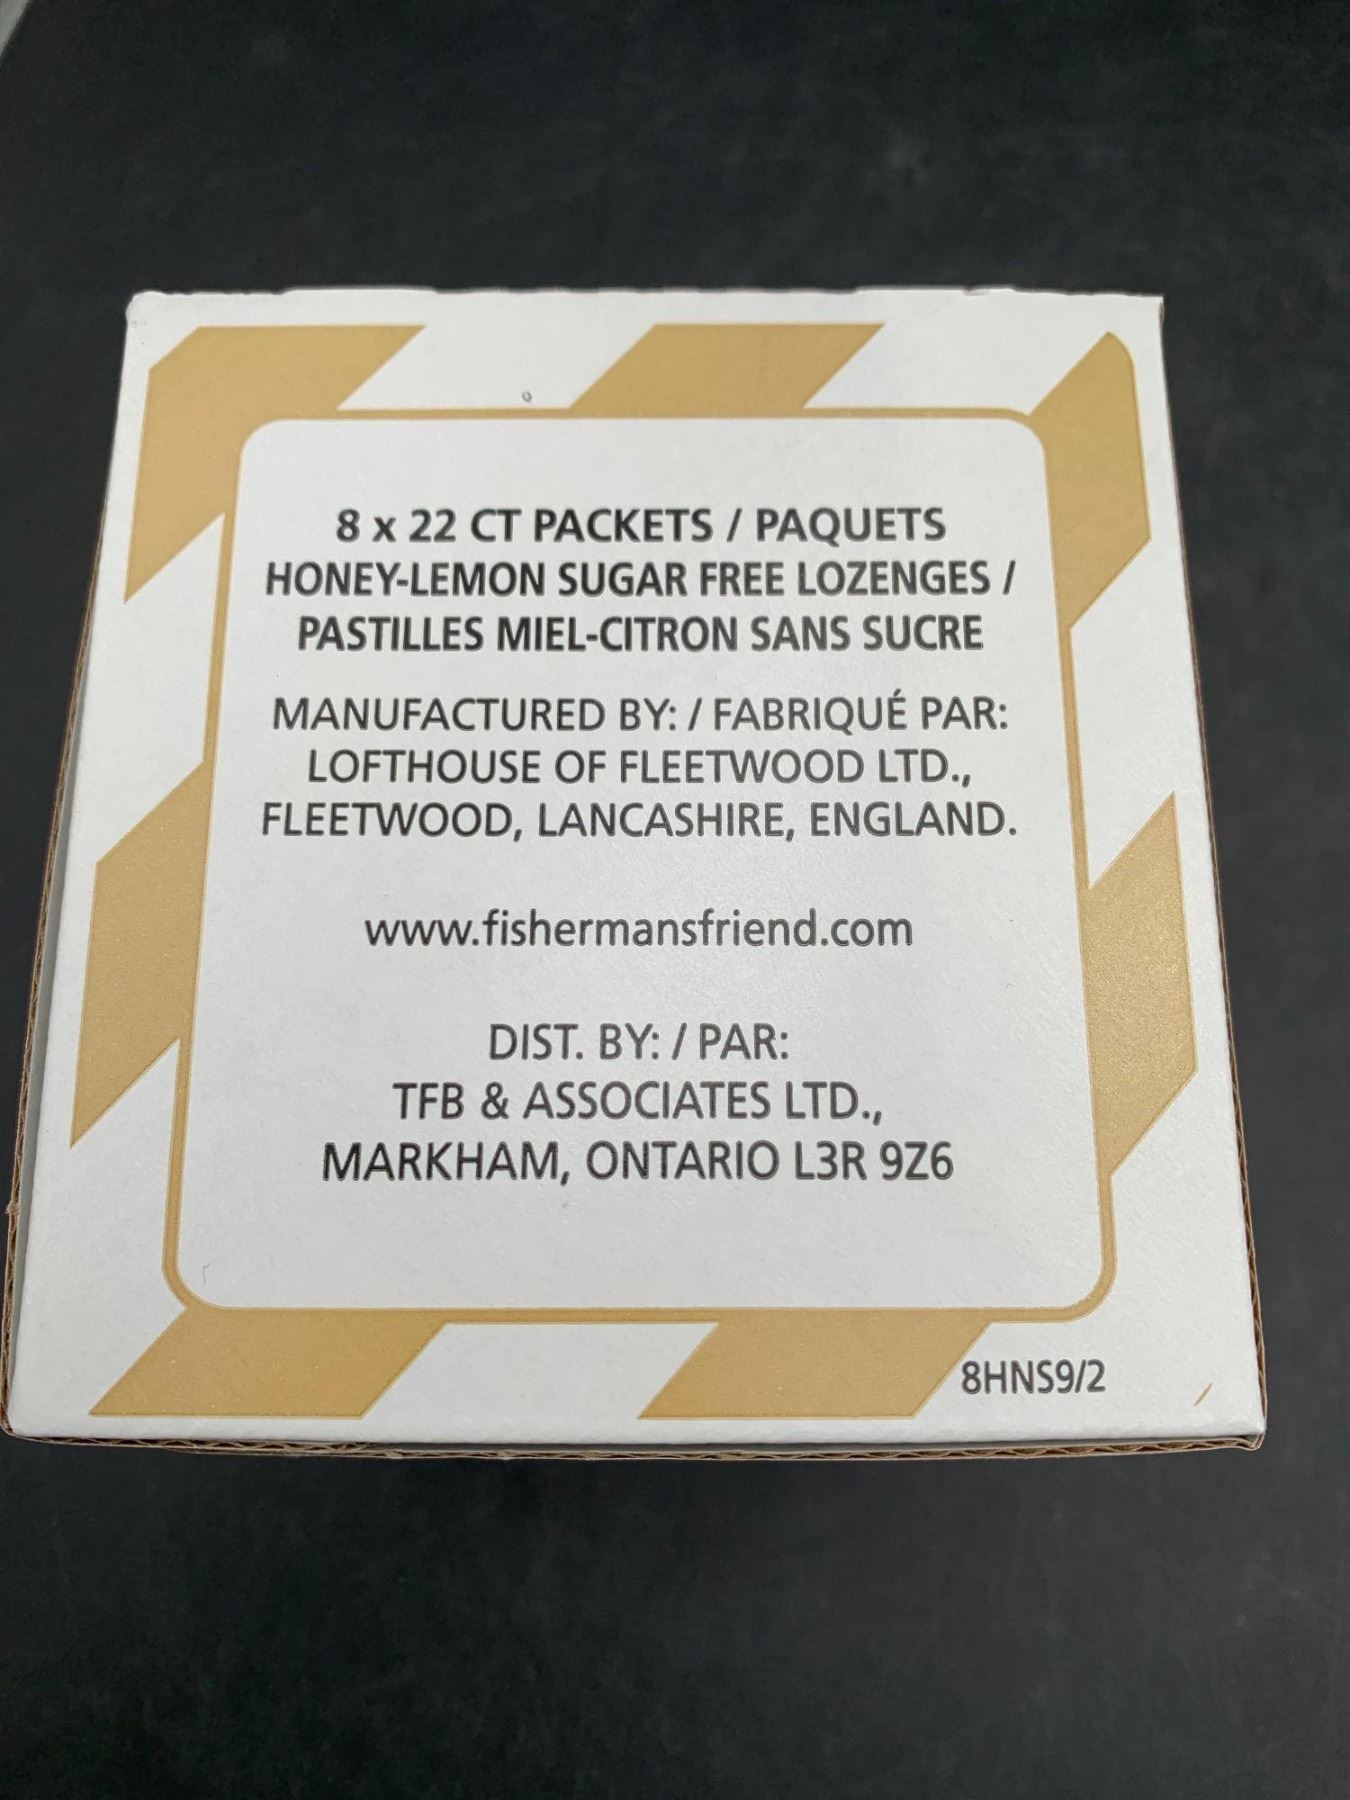 8 x 22 CT PACKETS / PAQUETS
HONEY-LEMON SUGAR FREE LOZENGES /
PASTILLES MIEL-CITRON SANS SUCRE
MANUFACTURED BY: / FABRIQUÉ PAR:
LOFTHOUSE OF FLEETWOOD LTD.,
FLEETWOOD, LANCASHIRE, ENGLAND.
www.fishermansfriend.com
DIST. BY: / PAR:
TFB & ASSOCIATES LTD.,
MARKHAM, ONTARIO L3R 9Z6
8HNS9/2